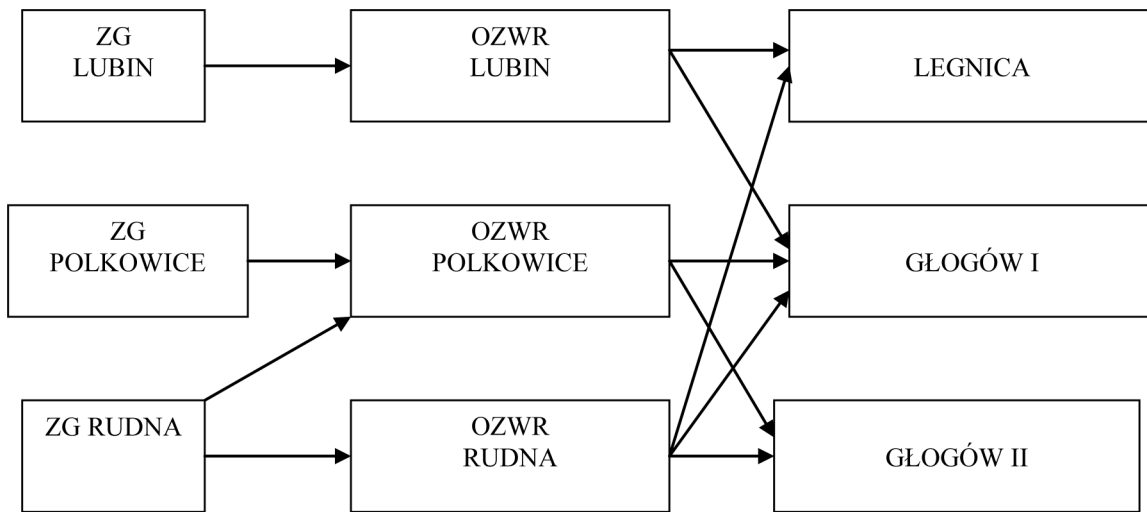 ZG
LUBIN
OZWR
LUBIN
LEGNICA
ZG
POLKOWICE
OZWR
POLKOWICE
GŁOGÓW I
ZG RUDNA
OZWR
RUDNA
GŁOGÓW II